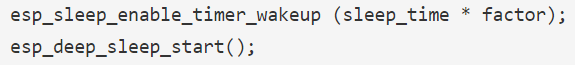 esp_sleep_enable_timer_wakeup (sleep_time * factor);
esp_deep_sleep_start();